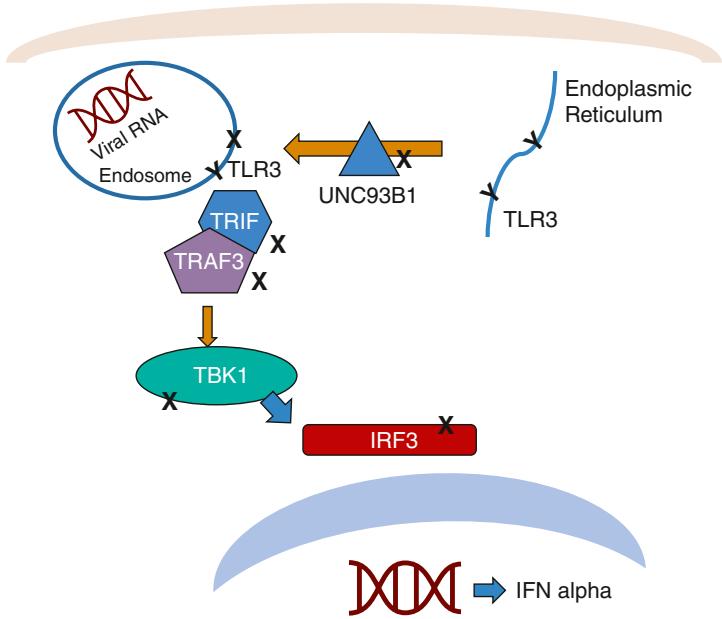 Endoplasmic
Reticulum
Viral RNA
X
Endosome
TLR3
X
UNC93B1
TLR3
TRIF
X
TRAF3
X
TBK1
X
X
IRF3
IFN alpha